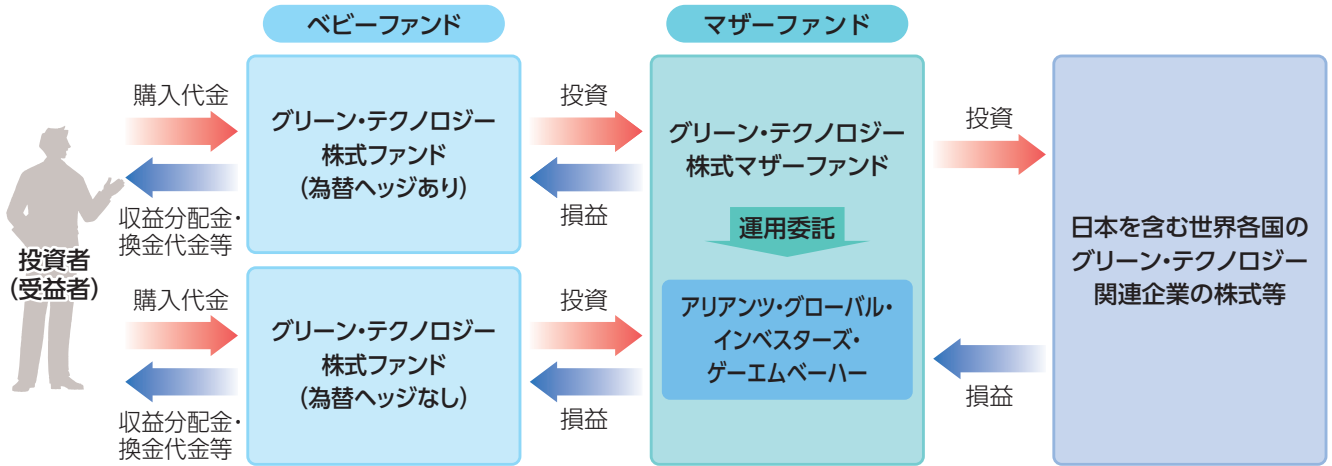 ベビーファンド
マザーファンド
購入代金
収益分配金・
換金代金等
投資者
(受益者)
購入代金
収益分配金・
換金代金等
グリーン・テクノロジー
株式ファンド
(為替ヘッジあり)
グリーン・テクノロジー
株式ファンド
(為替ヘッジなし)
投資
損益
投資
損益
グリーン・テクノロジー
株式マザーファンド
運用委託
アリアンツ・グローバル・
インベスターズ・
ゲーエムベーハー
投資
損益
日本を含む世界各国の
グリーン・テクノロジー
関連企業の株式等